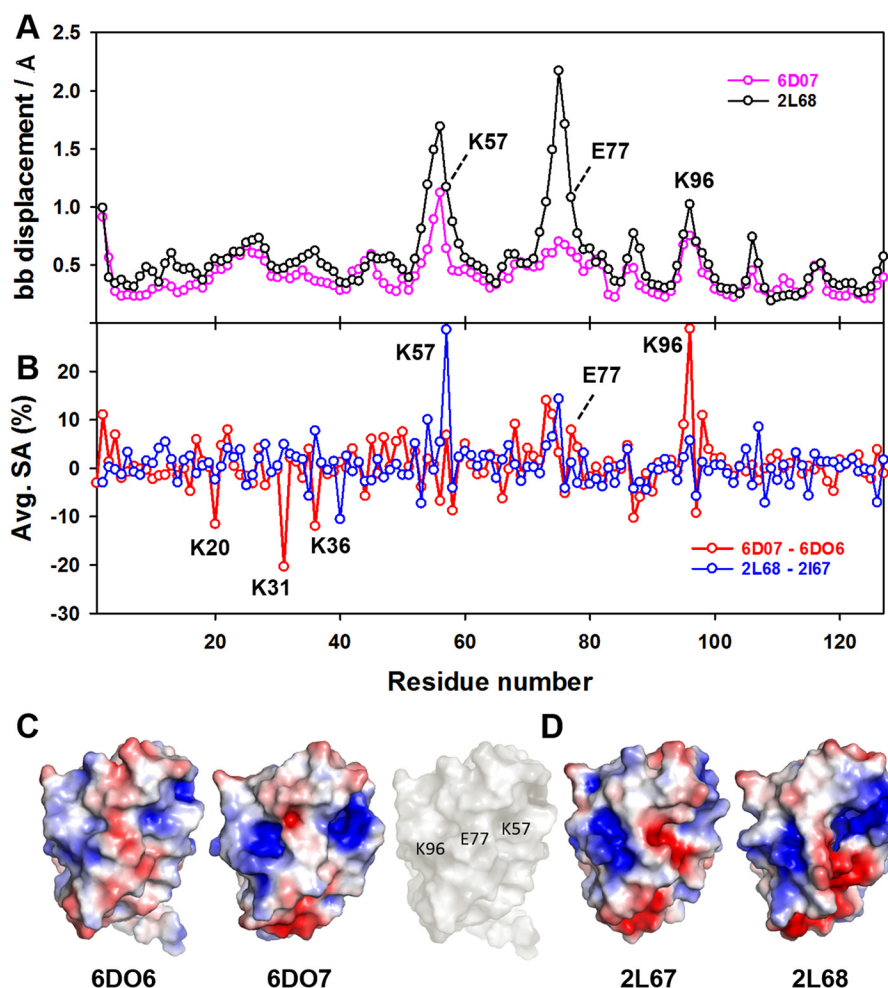 A
bb displacement / Å
2.5
2.0
1.5
1.0
0.5
6D07
2L68
K57
E77
K96
B
Avg. SA (%)
20
10
0
-10
-20
-30
K57
K96
E77
K20
K31
K36
6D07 - 6DO6
2L68 - 2I67
20 40 60 80 100 120
Residue number
C
D
K96 E77 K57
6DO6 6DO7 2L67 2L68